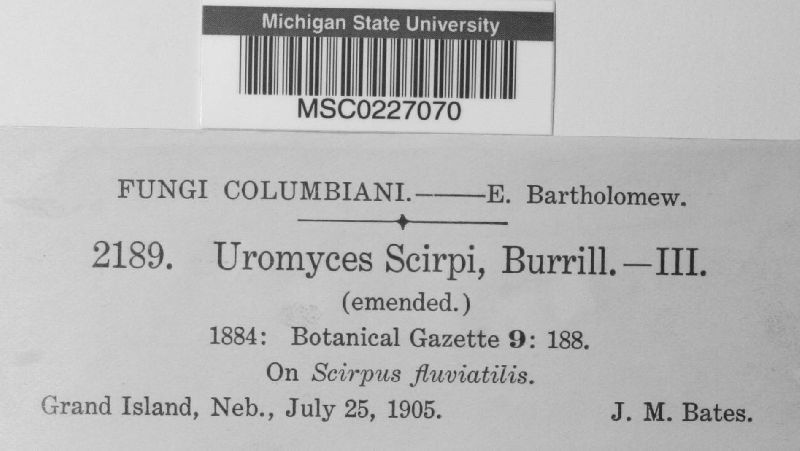 Michigan State University
MSC0227070
FUNGI COLUMBIANI.——E. Bartholomew.
2189. Uromyces Scirpi, Burrill.—III.
(emended.)
1884: Botanical Gazette 9: 188.
On Scirpus fluviatilis.
Grand Island, Neb., July 25, 1905. J. M. Bates.